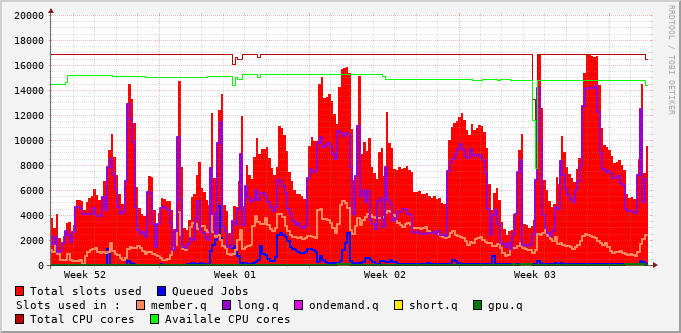 20000
18000
16000
14000
12000
10000
8000
6000
4000
2000
0
Week 52 Week 01 Week 02 Week 03
Total slots used Queued Jobs
Slots used in : member.q long.q ondemand.q short.q gpu.q
Total CPU cores Availale CPU cores
RRDTOOL / TOBI OETIKER